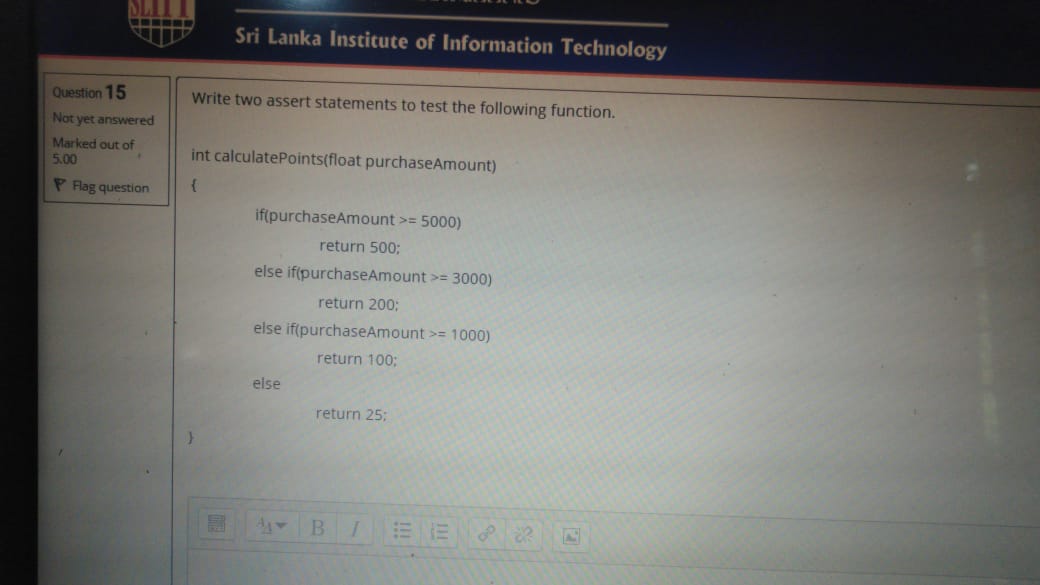 SLIIT
Sri Lanka Institute of Information Technology
Question 15
Not yet answered
Marked out of
5.00
Flag question
Write two assert statements to test the following function.
int calculatePoints(float purchaseAmount)
{
if(purchaseAmount >= 5000)
return 500;
else if(purchaseAmount >= 3000)
return 200;
else if(purchaseAmount >= 1000)
return 100;
else
return 25;
}